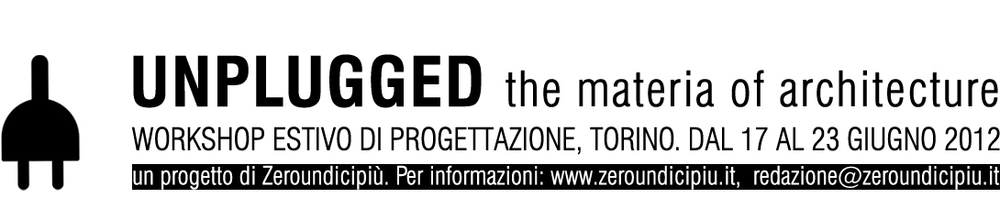 UNPLUGGED the materia of architecture
WORKSHOP ESTIVO DI PROGETTAZIONE, TORINO. DAL 17 AL 23 GIUGNO 2012
un progetto di Zeroundicipiù. Per informazioni: www.zeroundicipiu.it, redazione@zeroundicipiu.it